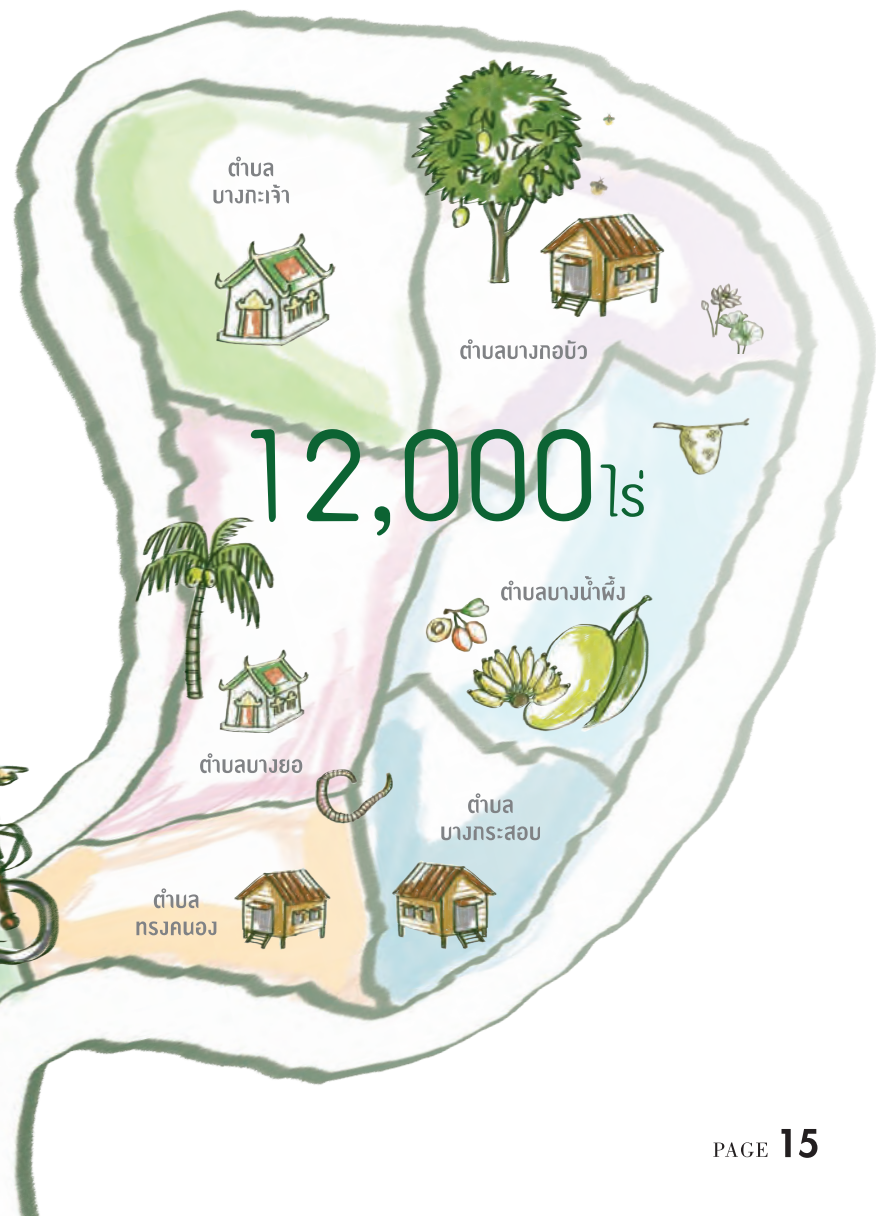 ตำบล
บางกะเจ้า
ตำบลบางกอบัว
12,000 ไร่
ตำบลบางน้ำผึ้ง
ตำบลบางยอ
ตำบล
บางกระสอบ
ตำบล
ทรงคนอง
PAGE 15